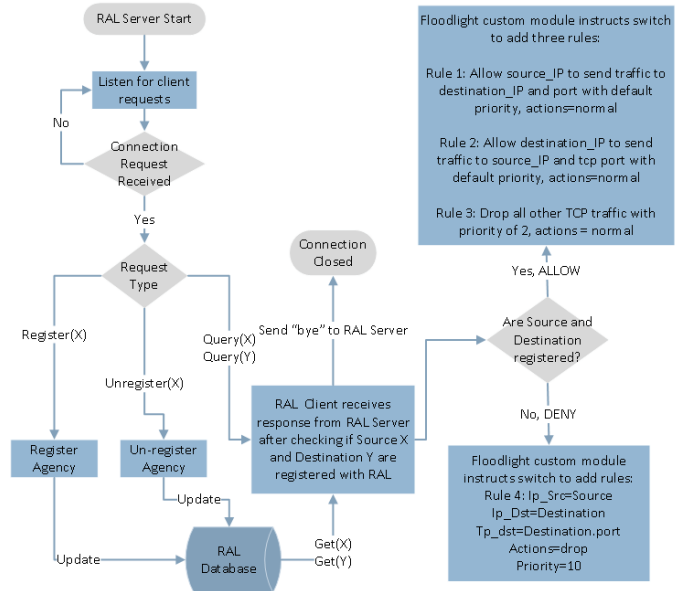 RAL Server Start
Listen for client
requests
No
Connection
Request
Received
Yes
Request
Type
Register(X)
Unregister(X)
Query(X)
Query(Y)
Register
Agency
Un-register
Agency
Update
Update
RAL
Database
Get(X)
Get(Y)
RAL Client receives
response from RAL Server
after checking if Source X
and Destination Y are
registered with RAL
Send “bye” to RAL Server
Connection
Closed
Are Source and
Destination
registered?
Yes, ALLOW
Floodlight custom module instructs switch
to add three rules:
Rule 1: Allow source_IP to send traffic to
destination_IP and port with default
priority, actions=normal
Rule 2: Allow destination_IP to send
traffic to source_IP and tcp port with
default priority, actions=normal
Rule 3: Drop all other TCP traffic with
priority of 2, actions = normal
No, DENY
Floodlight custom module
instructs switch to add rules:
Rule 4: Ip_Src=Source
Ip_Dst=Destination
Tp_dst=Destination.port
Actions=drop
Priority=10